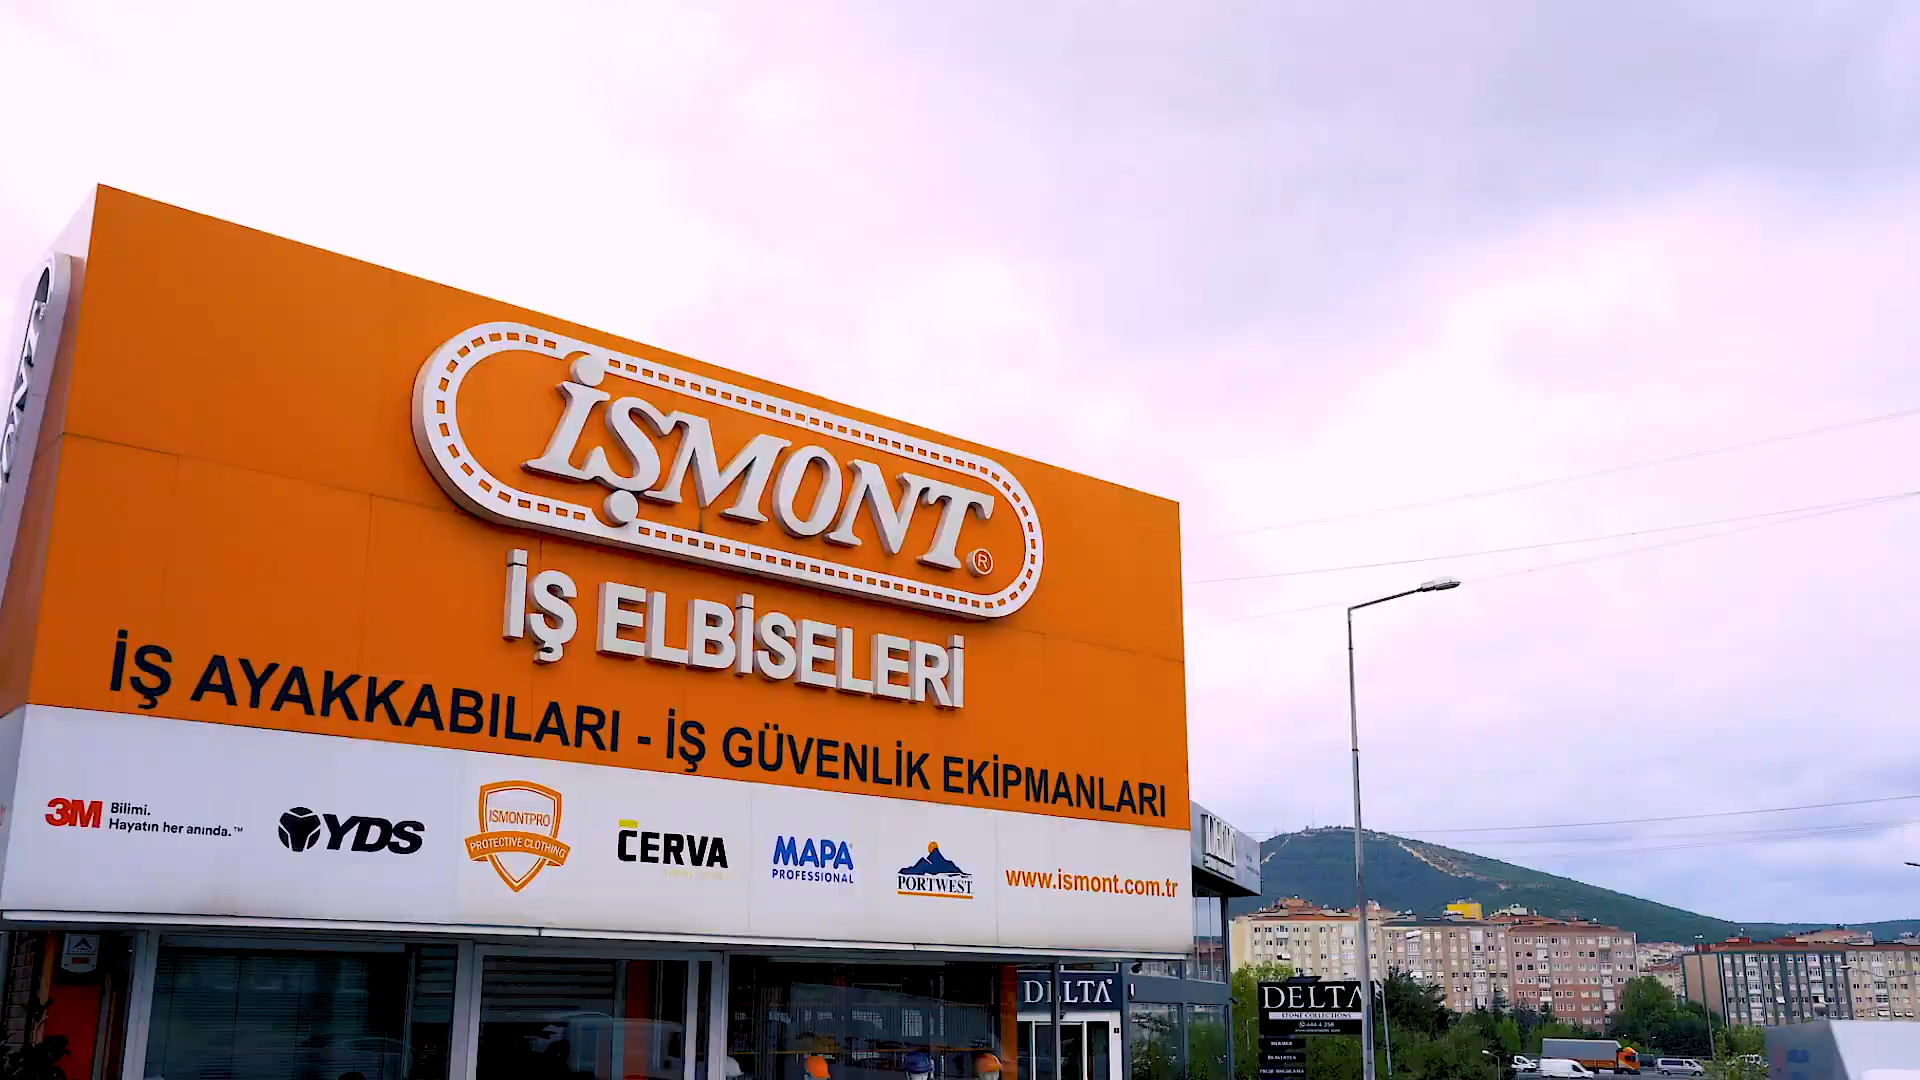 İŞMONT ®
İŞ ELBİSELERİ
İŞ AYAKKABILARI - İŞ GÜVENLİK EKİPMANLARI
3M Bilimi.
Hayatın her anında.™
YDS
ISMONTPRO
PROTECTIVE CLOTHING
CERVA
MAPA
PROFESSIONAL
PORTWEST
www.ismont.com.tr
DELTA
DELTA
STONE COLLECTIONS